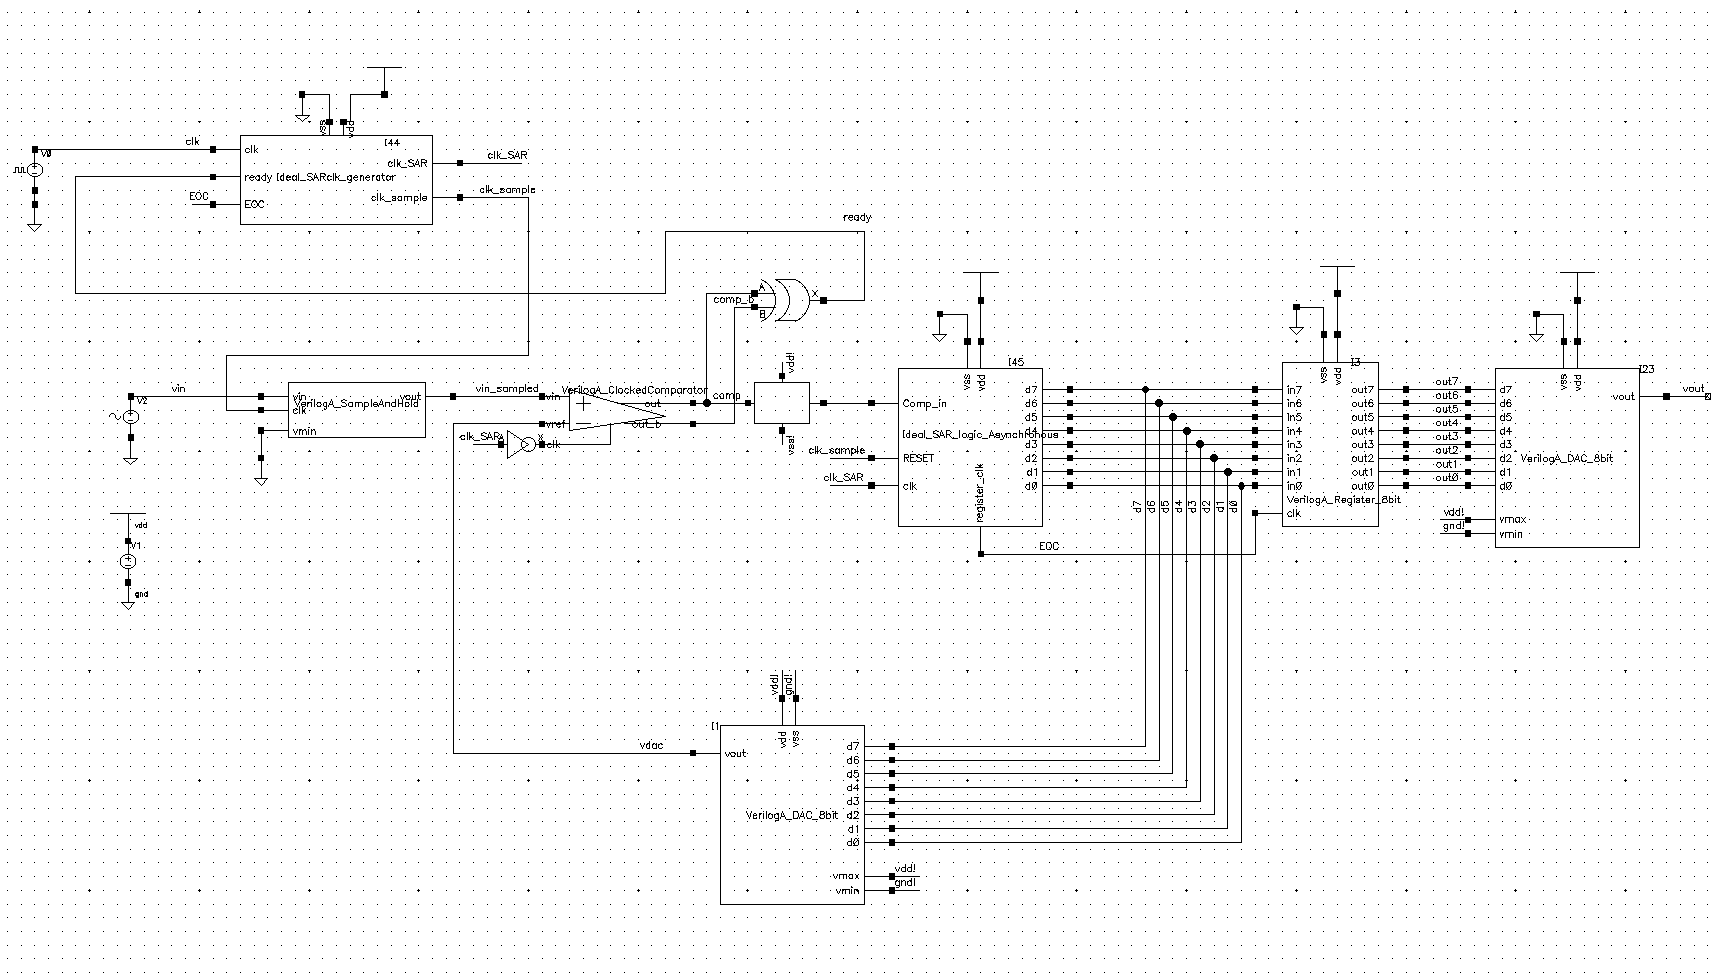 vss
vdd
I44
clk
V0
clk
clk_SAR
clk_SAR
ready
Ideal_SARclk_generator
EOC
EOC
clk_sample
clk_sample
ready
A
X
comp_b
B
vdd!
vin
V2
vin
vout
VerilogA_SampleAndHold
clk
vmin
vin_sampled
VerilogA_ClockedComparator
vin
out
comp
vref
out_b
clk_SAR
A
X
clk
vss!
vss
vdd
I45
Comp_in
Ideal_SAR_logic_Asynchronous
clk_sample
RESET
clk_SAR
clk
register_clk
d7
d6
d5
d4
d3
d2
d1
d0
EOC
d7
d6
d5
d4
d3
d2
d1
d0
vss
vdd
I3
in7
in6
in5
in4
in3
in2
in1
in0
out7
out6
out5
out4
out3
out2
out1
out0
VerilogA_Register_8bit
clk
out7
out6
out5
out4
out3
out2
out1
out0
vss
vdd
I23
d7
d6
d5
d4
d3
d2
d1
d0
VerilogA_DAC_8bit
vout
vout
vdd!
vmax
gnd!
vmin
vdd
V1
gnd
vdd!
gnd!
I1
vdd
vss
vdac
vout
d7
d6
d5
d4
d3
d2
d1
d0
VerilogA_DAC_8bit
vmax
vdd!
vmin
gnd!